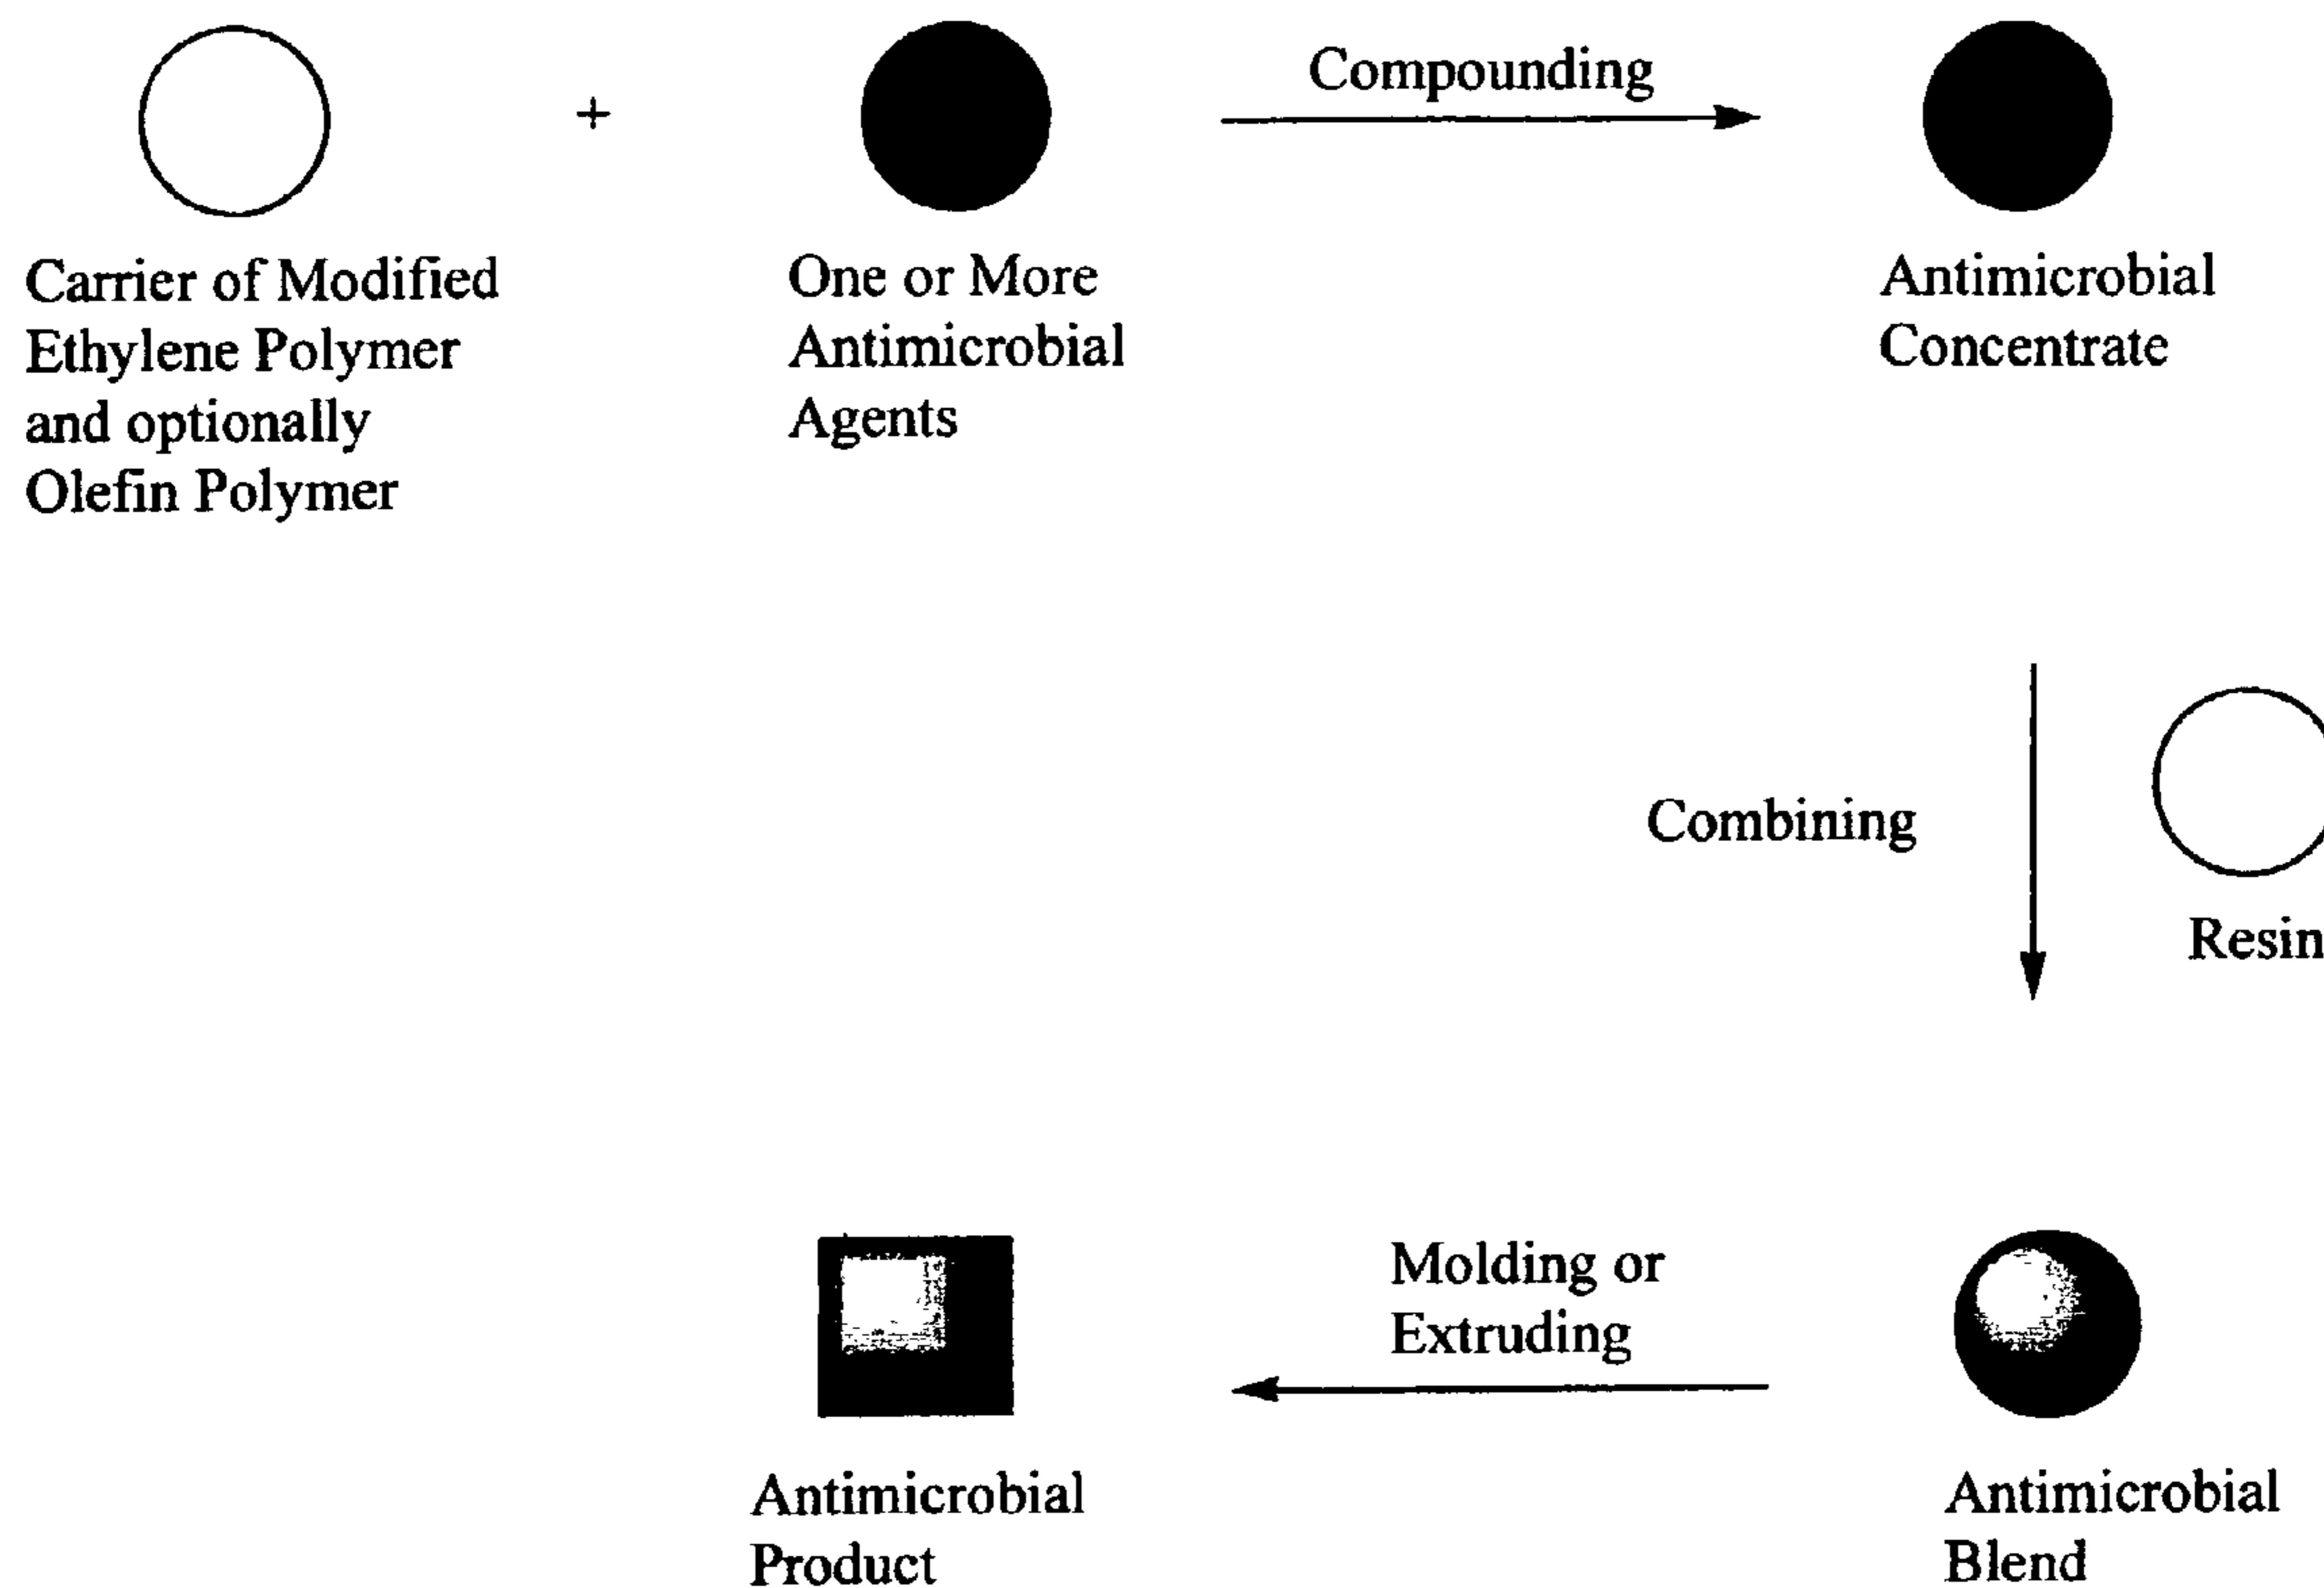 +
Compounding
Carrier of Modified
Ethylene Polymer
and optionally
Olefin Polymer
One or More
Antimicrobial
Agents
Antimicrobial
Concentrate
Combining
Resin
Molding or
Extruding
Antimicrobial
Product
Antimicrobial
Blend